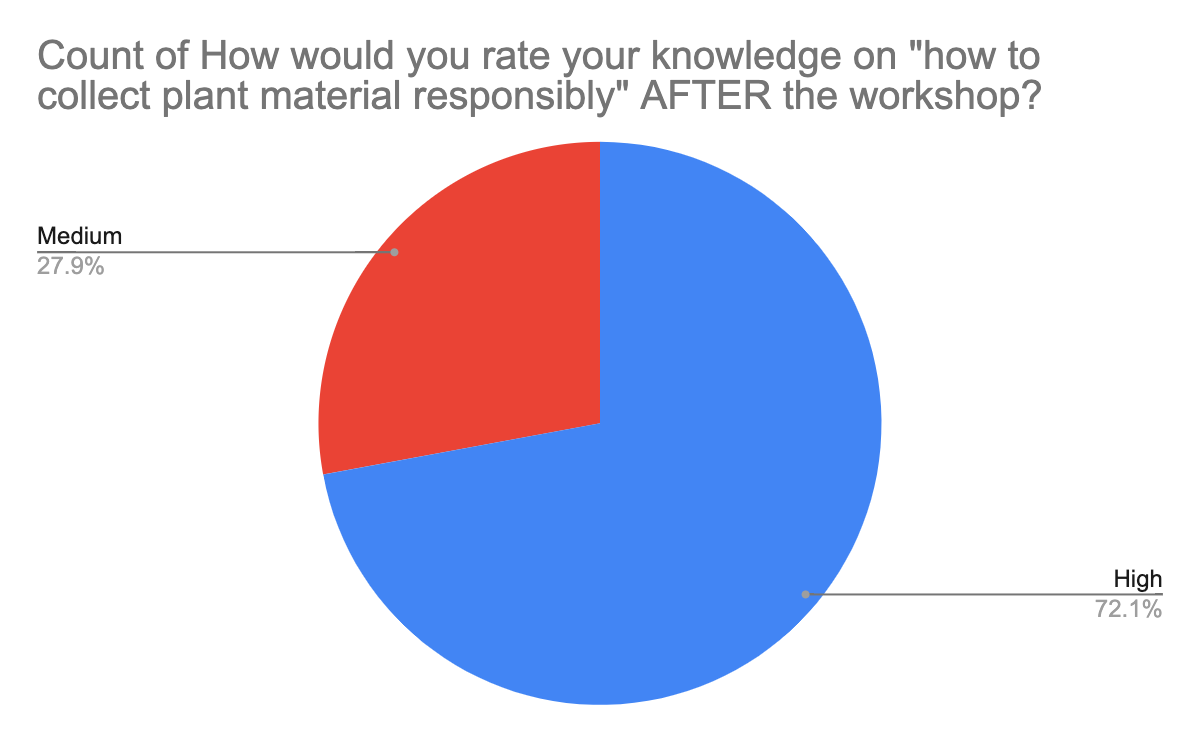 Count of How would you rate your knowledge on "how to
collect plant material responsibly" AFTER the workshop?
Medium
27.9%
High
72.1%